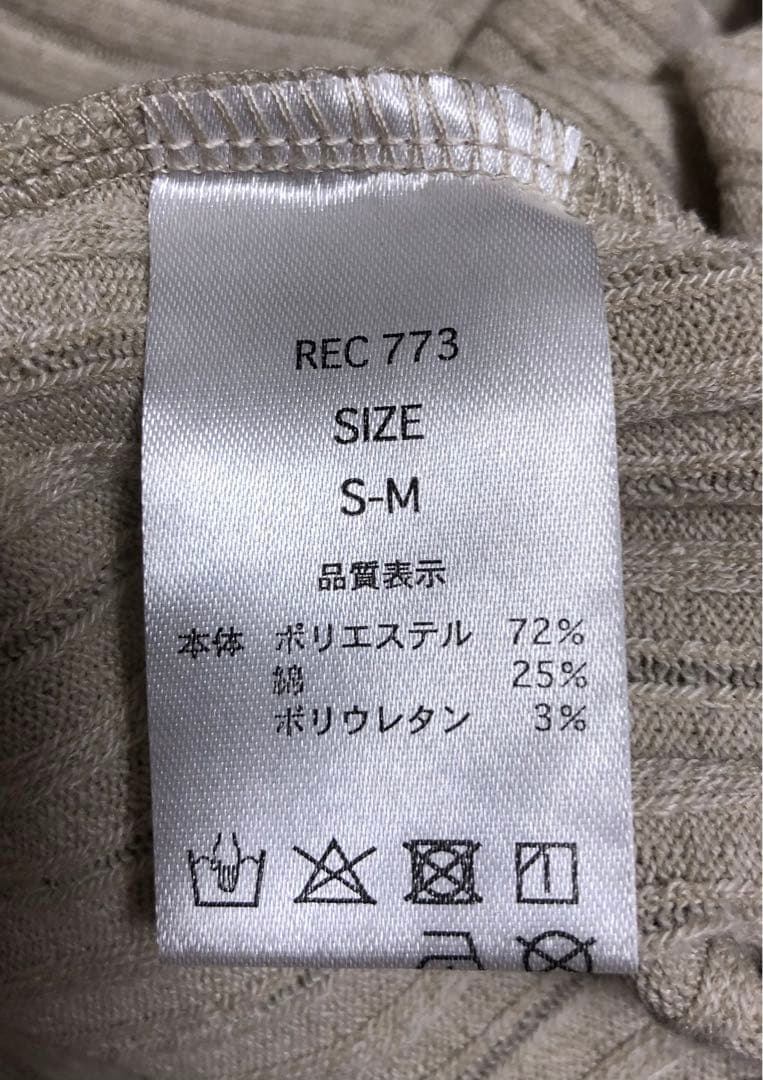 REC 773
SIZE
S-M
品質表示
本体 ポリエステル 72%
綿 25%
ポリウレタン 3%